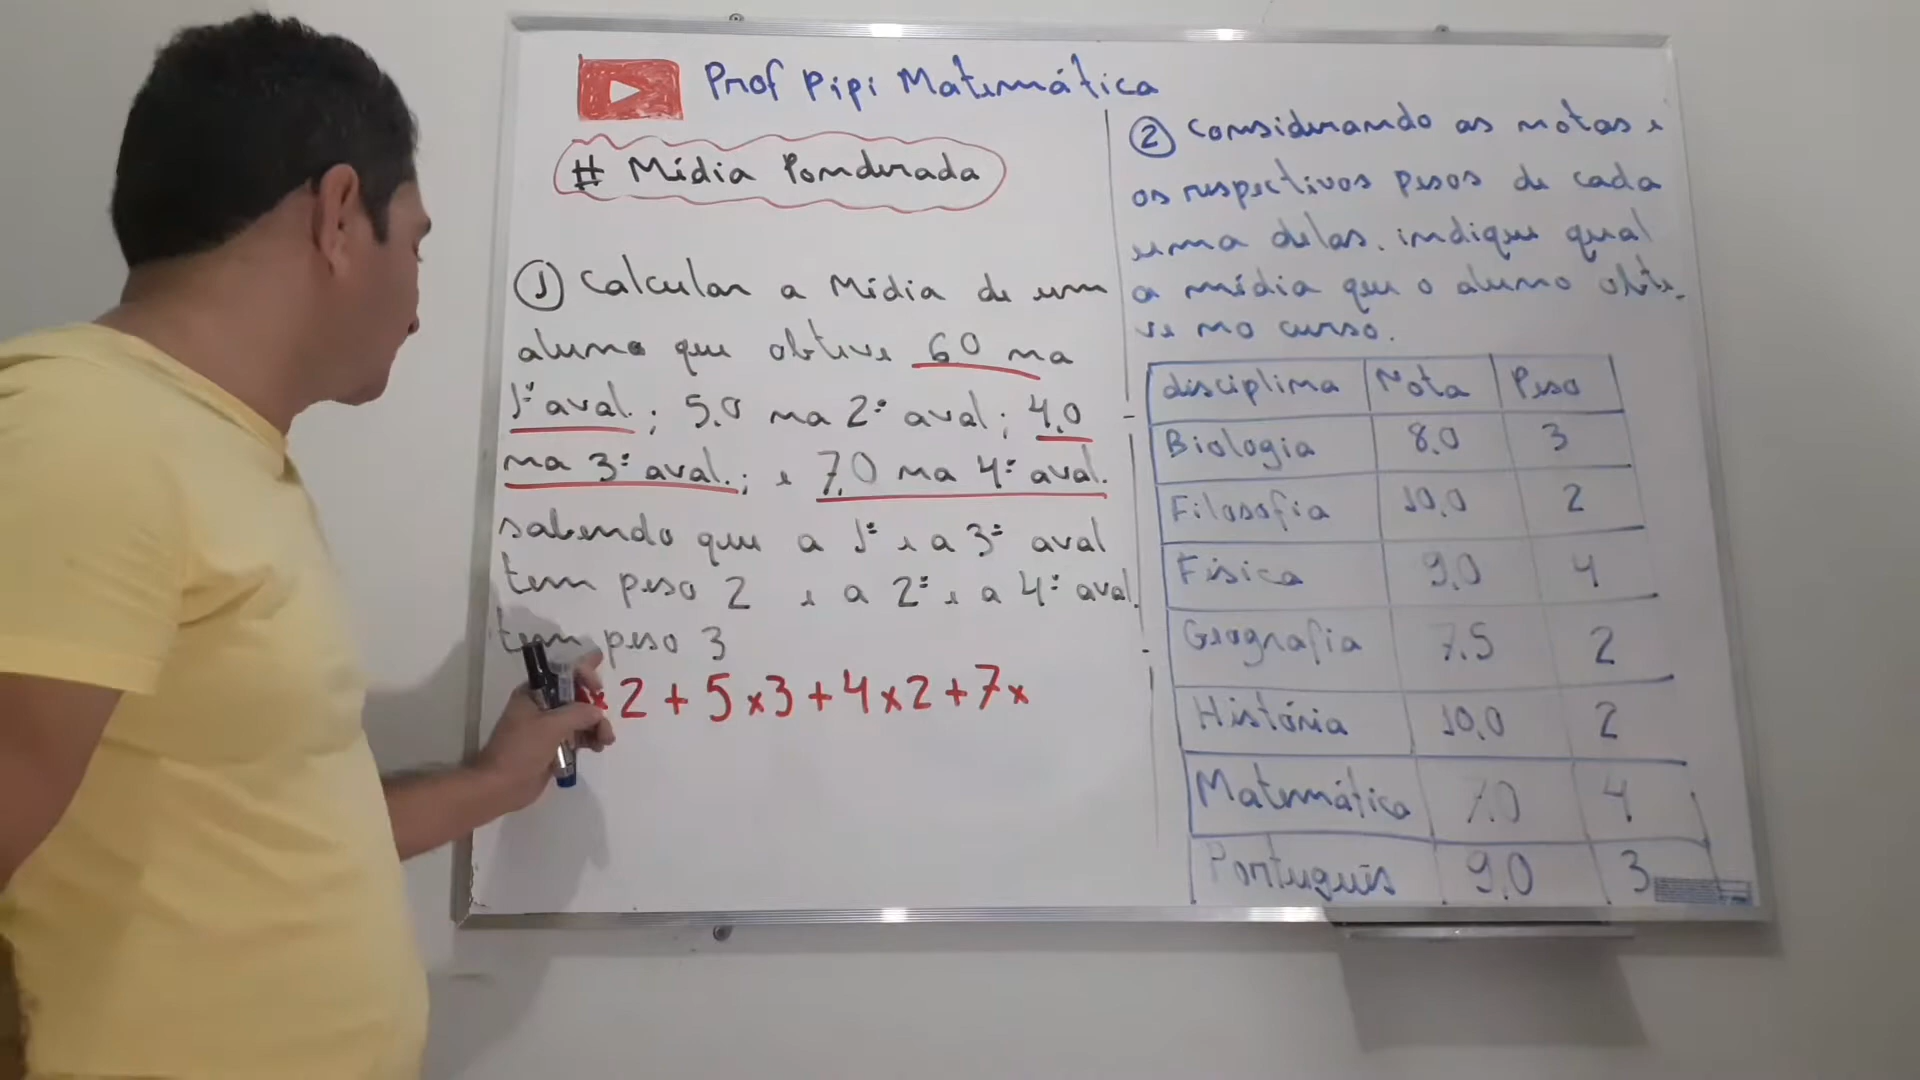 Prof Pipi Matemática
# Média Ponderada
① Calcular a Média de um
aluno que obteve 6.0 na
1ª aval.; 5.0 na 2ª aval; 4.0
na 3ª aval.; e 7.0 na 4ª aval.
sabendo que a 1ª e a 3ª aval
tem peso 2 e a 2ª e a 4ª aval.
tem peso 3
x 2 + 5 x 3 + 4 x 2 + 7 x
② Considerando as notas e
os respectivos pesos de cada
uma delas. indique qual
a média que o aluno obte-
ve no curso.
disciplina Nota Peso
Biologia 8.0 3
Filosofia 10.0 2
Física 9.0 4
Geografia 7.5 2
História 10.0 2
Matemática 7.0 4
Português 9.0 3